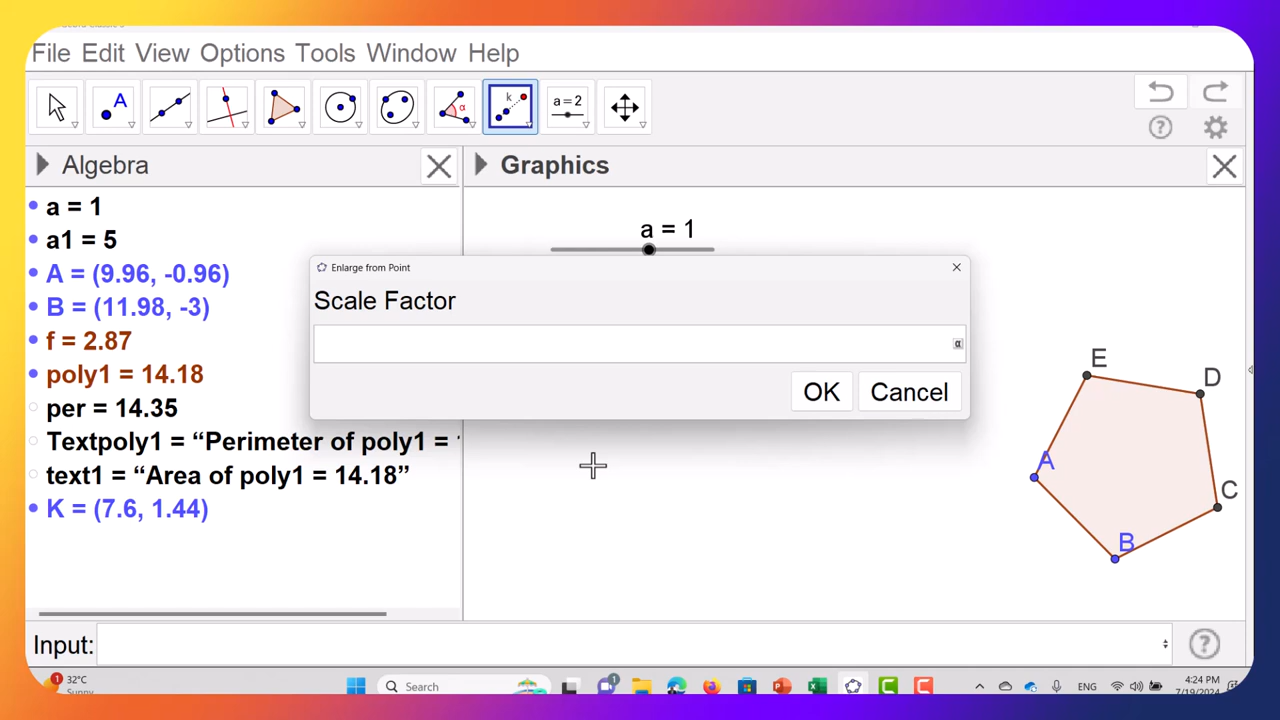 File Edit View Options Tools Window Help
A
α
k
a=2
Algebra
Graphics
a = 1
a1 = 5
A = (9.96, -0.96)
B = (11.98, -3)
f = 2.87
poly1 = 14.18
per = 14.35
Textpoly1 = “Perimeter of poly1 =
text1 = “Area of poly1 = 14.18”
K = (7.6, 1.44)
a = 1
Enlarge from Point
Scale Factor
α
OK Cancel
E
D
A
C
B
Input:
1
32°C
Sunny
Search
1
ENG
4:24 PM
7/19/2024